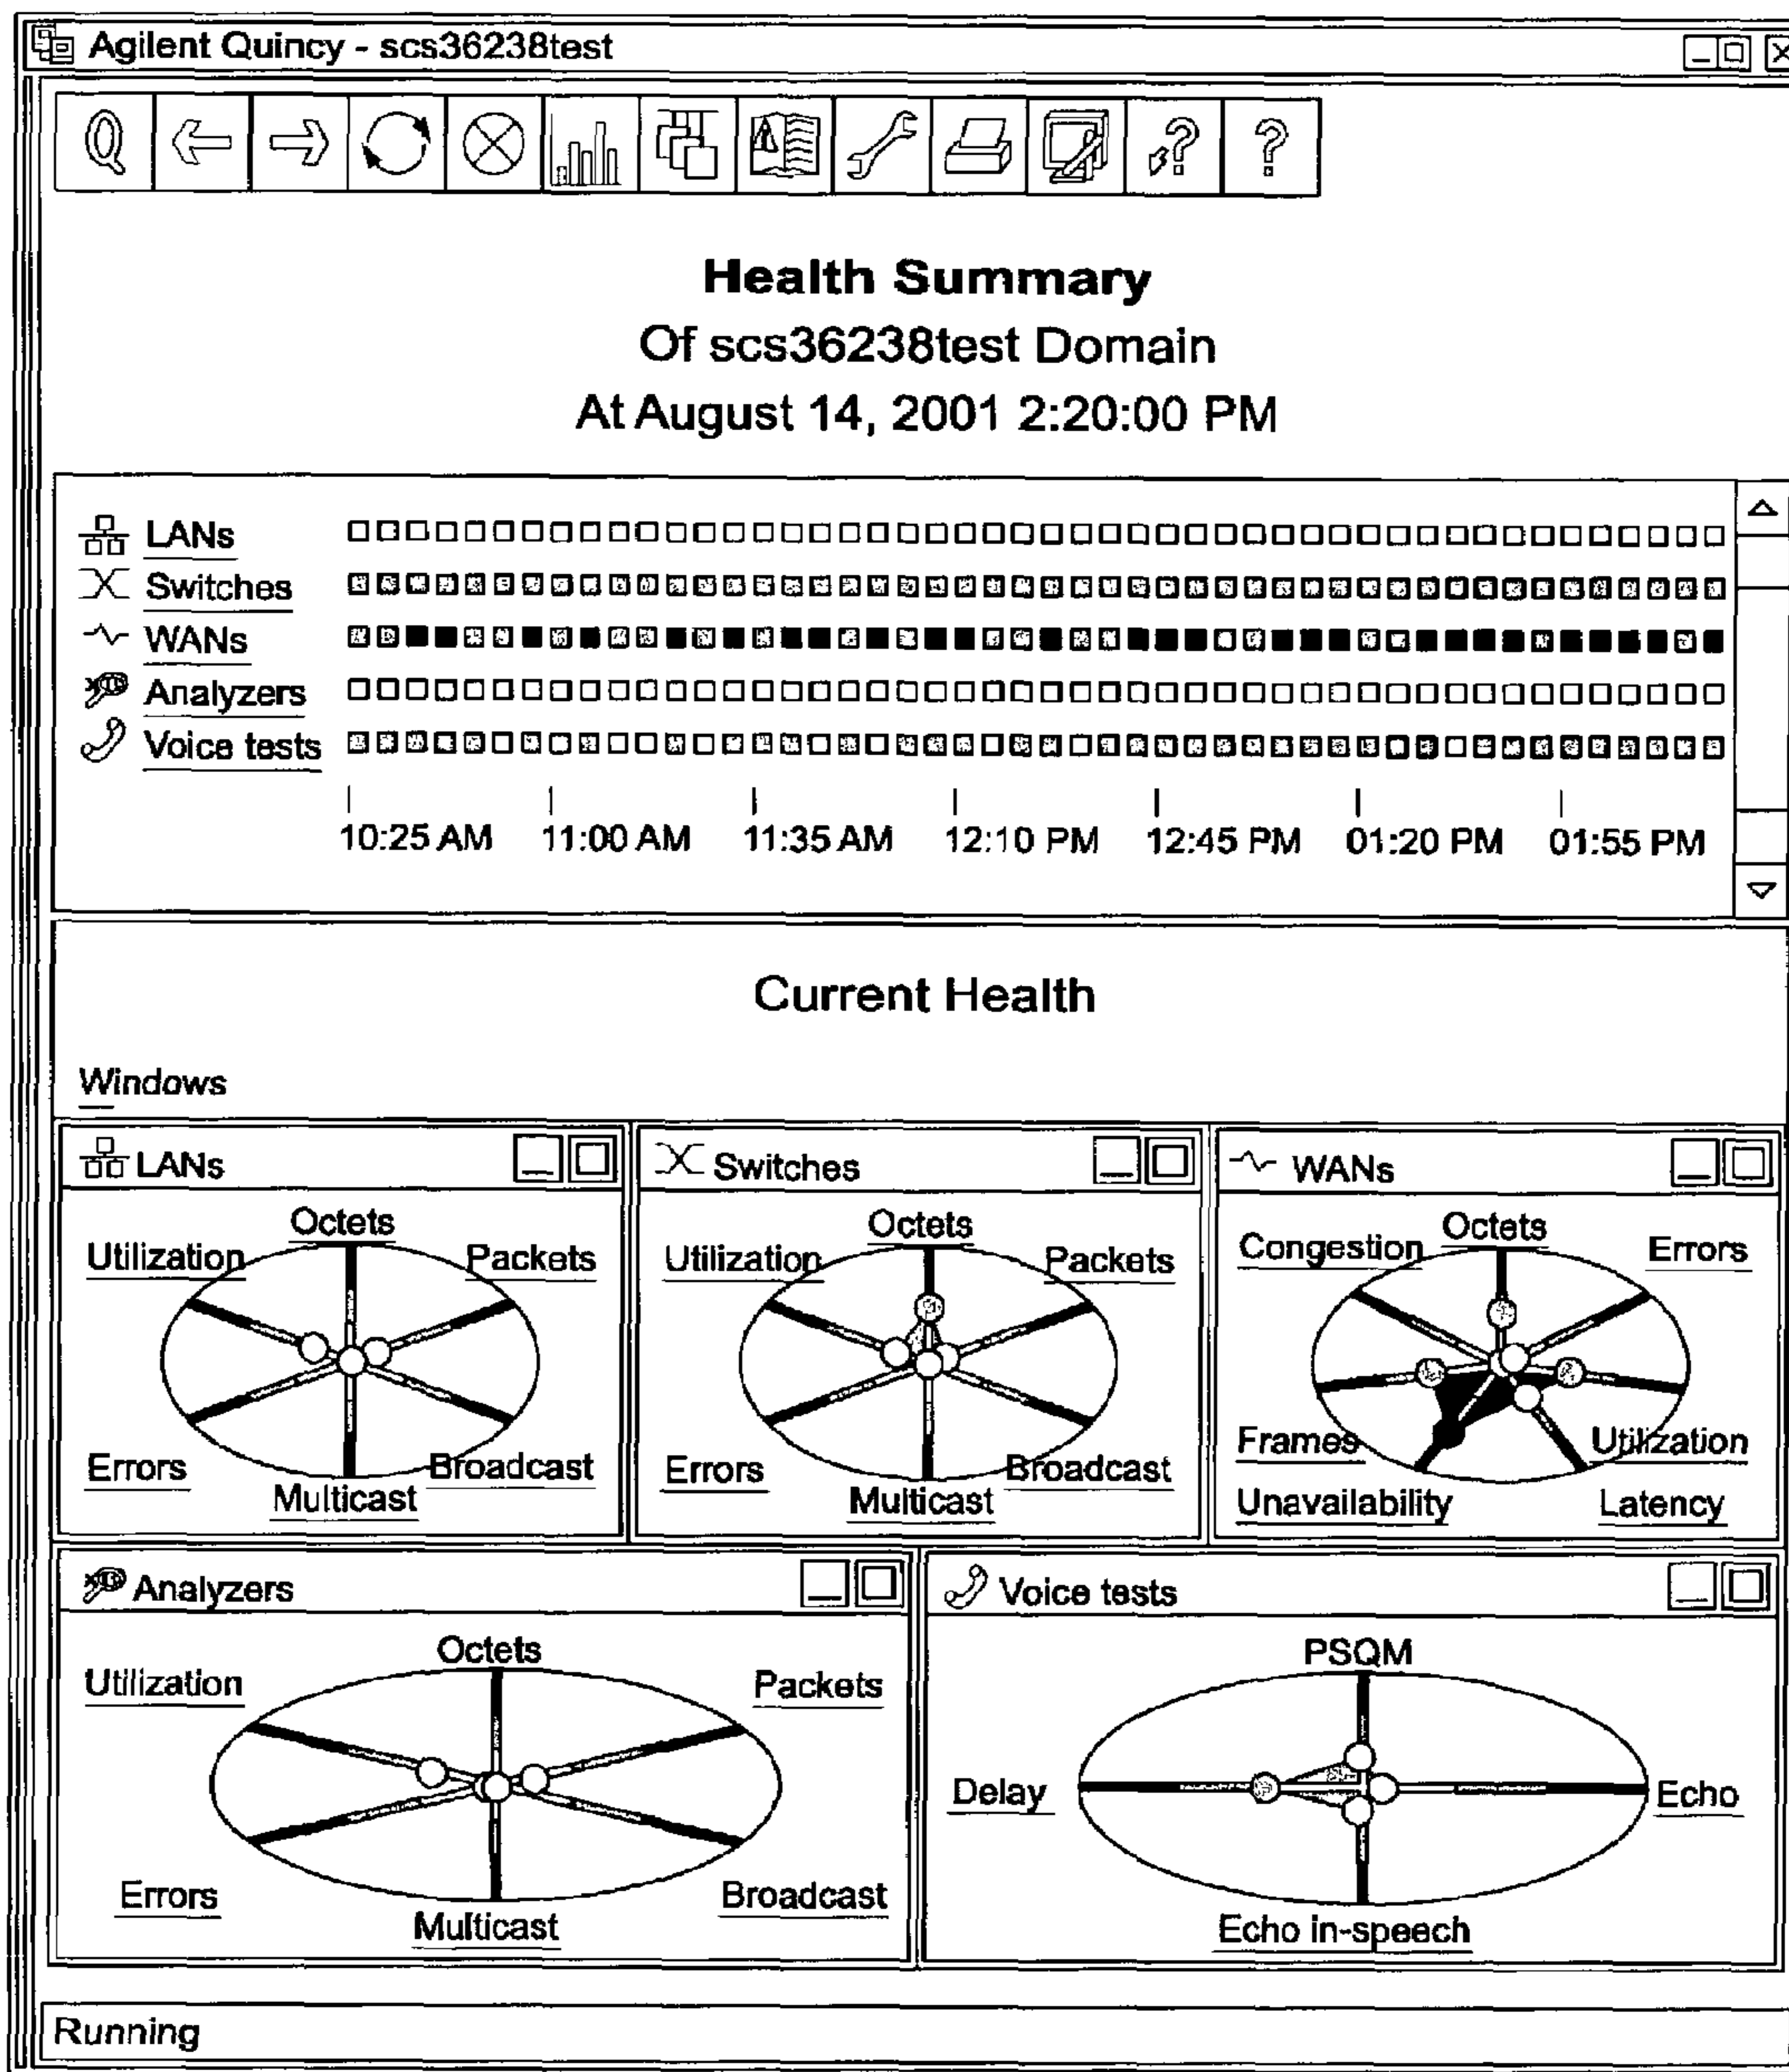 Agilent Quincy - scs36238test
Q ? ?
Health Summary
Of scs36238test Domain
At August 14, 2001 2:20:00 PM
LANs
Switches
WANs
Analyzers
Voice tests
10:25 AM 11:00 AM 11:35 AM 12:10 PM 12:45 PM 01:20 PM 01:55 PM
Current Health
Windows
LANs
Octets
Utilization Packets
Errors Broadcast
Multicast
Switches
Octets
Utilization Packets
Errors Broadcast
Multicast
WANs
Octets
Congestion Errors
Frames Utilization
Unavailability Latency
Analyzers
Octets
Utilization Packets
Errors Broadcast
Multicast
Voice tests
PSQM
Delay Echo
Echo in-speech
Running